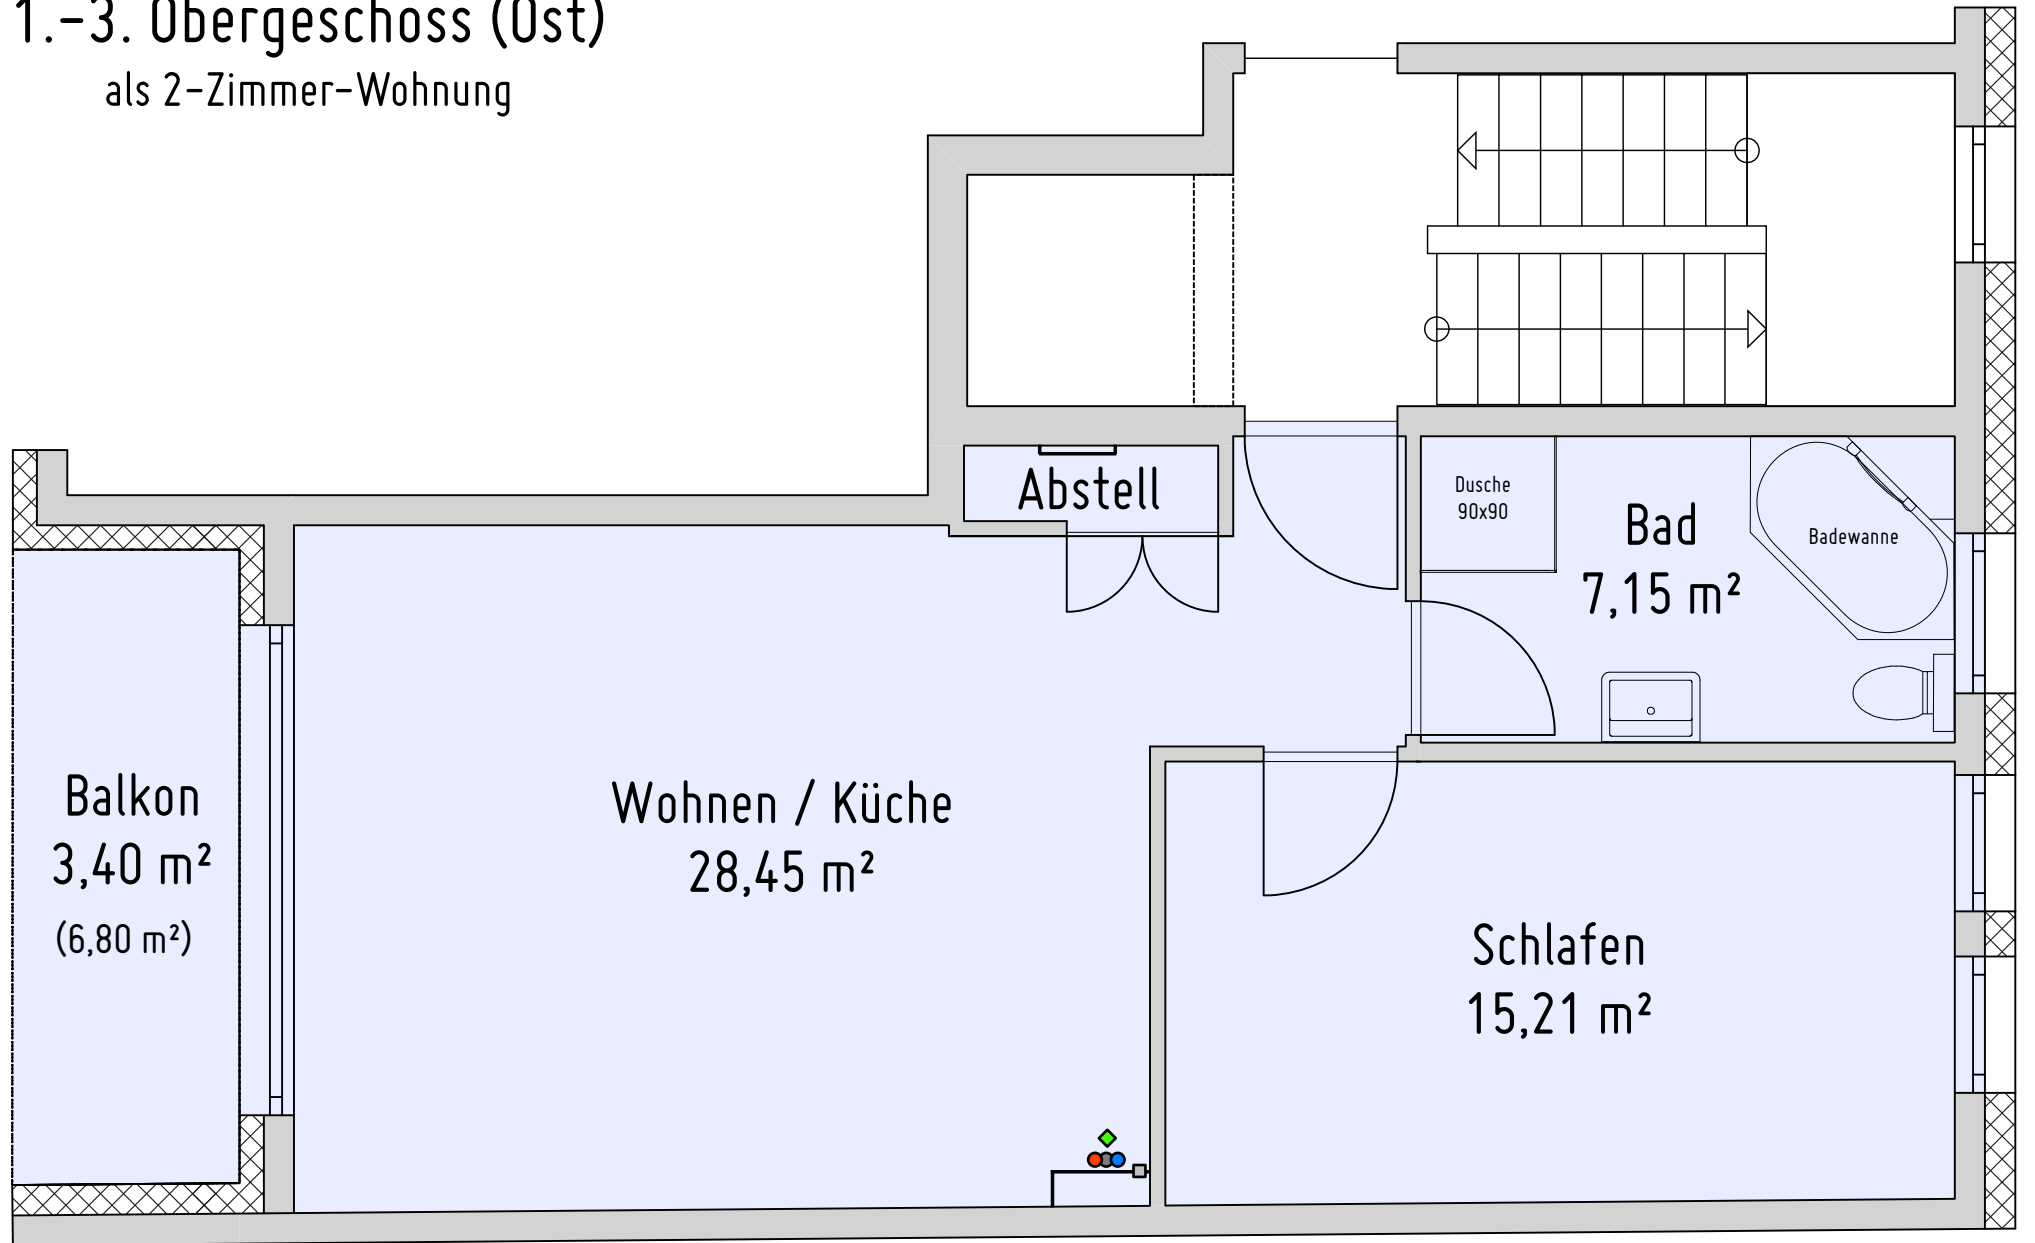 1.-3. Obergeschoss (Ost)
als 2-Zimmer-Wohnung
Abstell
Dusche
90x90
Bad
7,15 m²
Badewanne
Balkon
3,40 m²
(6,80 m²)
Wohnen / Küche
28,45 m²
Schlafen
15,21 m²